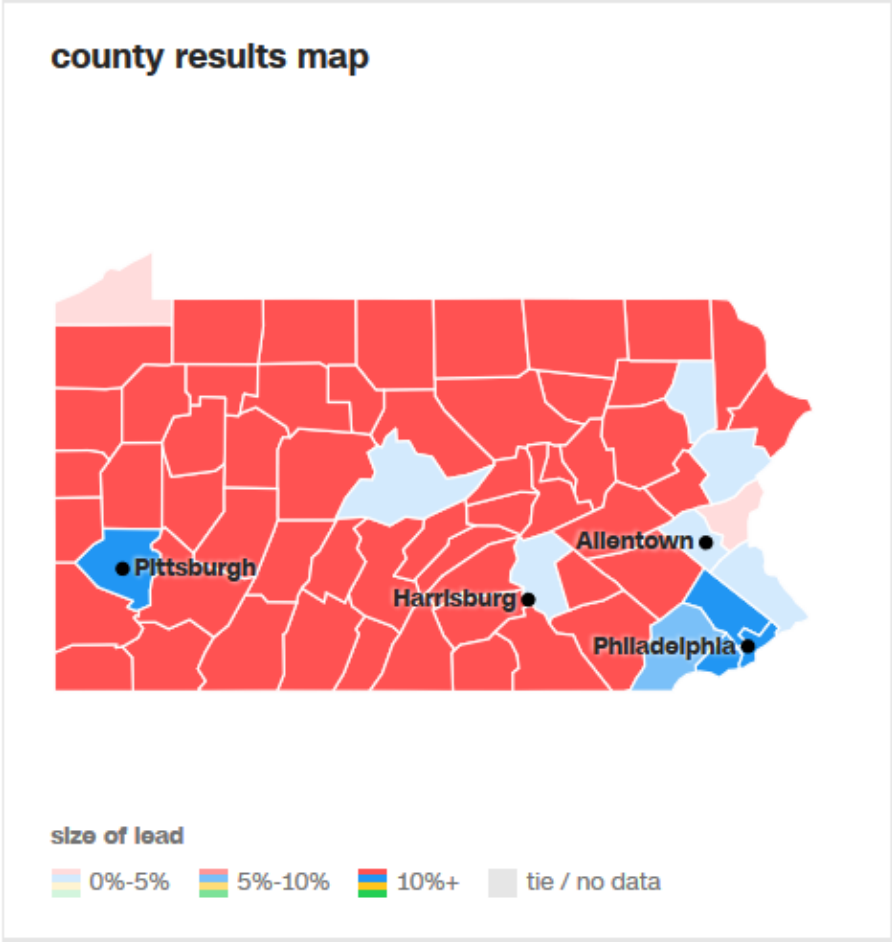 county results map
Allentown
Pittsburgh
Harrisburg
Philadelphia
size of lead
0%-5% 5%-10% 10%+ tie / no data